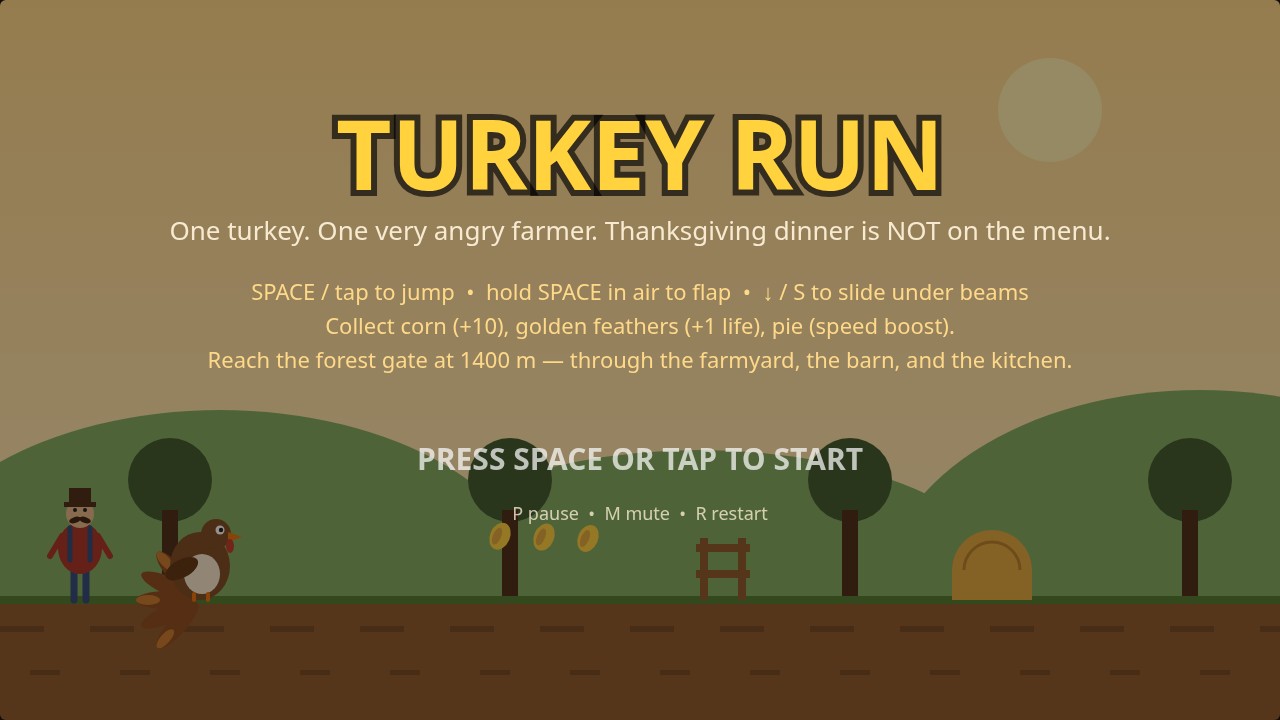 TURKEY RUN
One turkey. One very angry farmer. Thanksgiving dinner is NOT on the menu.
SPACE / tap to jump • hold SPACE in air to flap • ↓ / S to slide under beams
Collect corn (+10), golden feathers (+1 life), pie (speed boost).
Reach the forest gate at 1400 m — through the farmyard, the barn, and the kitchen.
PRESS SPACE OR TAP TO START
P pause • M mute • R restart